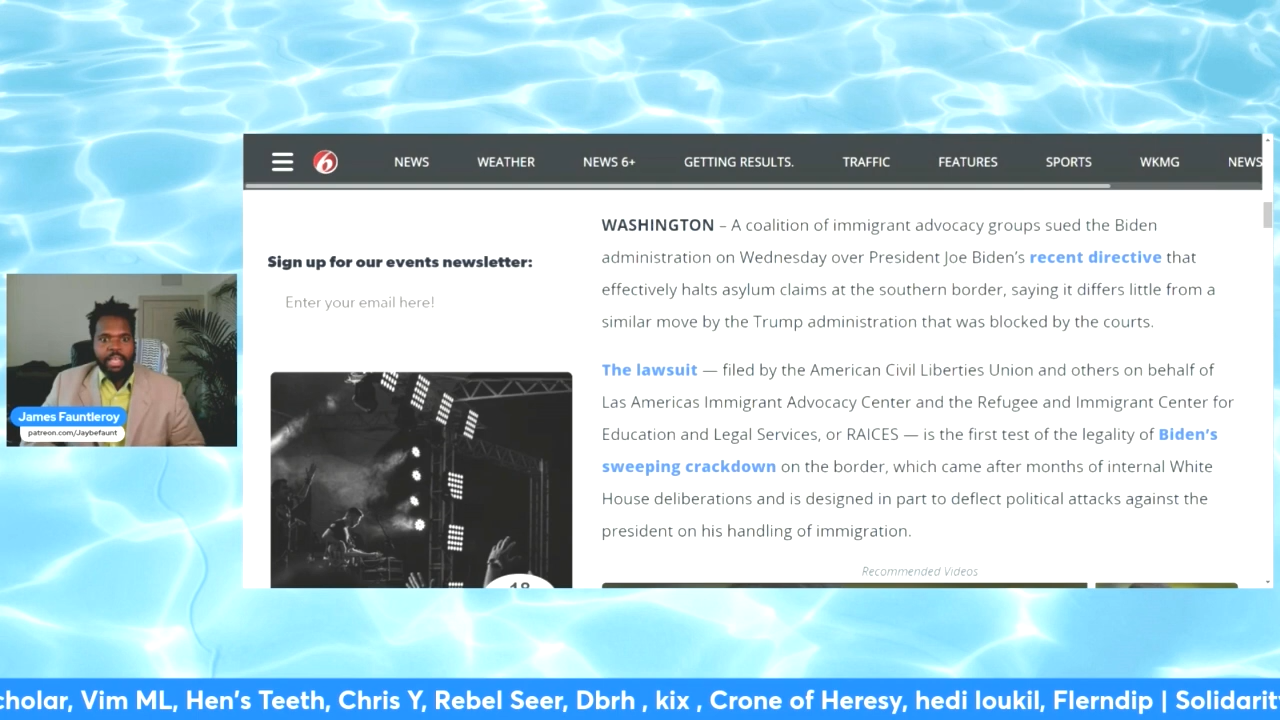 6 NEWS WEATHER NEWS 6+ GETTING RESULTS. TRAFFIC FEATURES SPORTS WKMG NEWS
Sign up for our events newsletter:
Enter your email here!
18
WASHINGTON – A coalition of immigrant advocacy groups sued the Biden
administration on Wednesday over President Joe Biden’s recent directive that
effectively halts asylum claims at the southern border, saying it differs little from a
similar move by the Trump administration that was blocked by the courts.
The lawsuit — filed by the American Civil Liberties Union and others on behalf of
Las Americas Immigrant Advocacy Center and the Refugee and Immigrant Center for
Education and Legal Services, or RAICES — is the first test of the legality of Biden’s
sweeping crackdown on the border, which came after months of internal White
House deliberations and is designed in part to deflect political attacks against the
president on his handling of immigration.
Recommended Videos
James Fauntleroy
patreon.com/Jaybefaunt
cholar, Vim ML, Hen's Teeth, Chris Y, Rebel Seer, Dbrh , kix , Crone of Heresy, hedi loukil, Flerndip | Solidarit